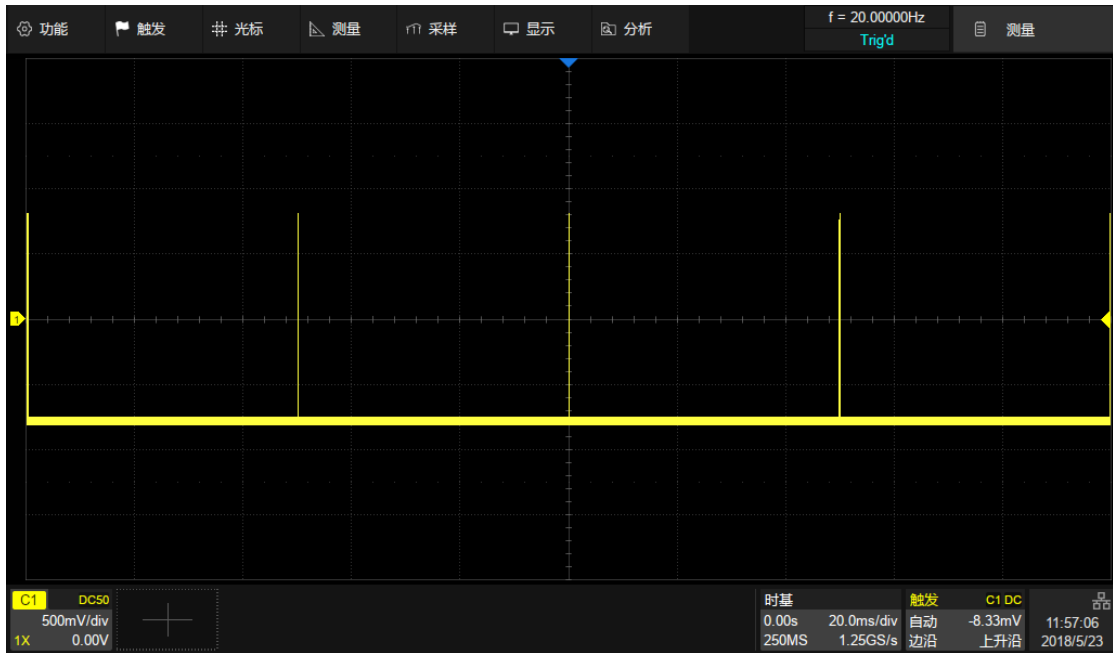 功能 触发 光标 测量 采样 显示 分析 f = 20.00000Hz 测量
Trig'd
1
C1 DC50 时基 触发 C1 DC
500mV/div 0.00s 20.0ms/div 自动 -8.33mV 11:57:06
1X 0.00V 250MS 1.25GS/s 边沿 上升沿 2018/5/23